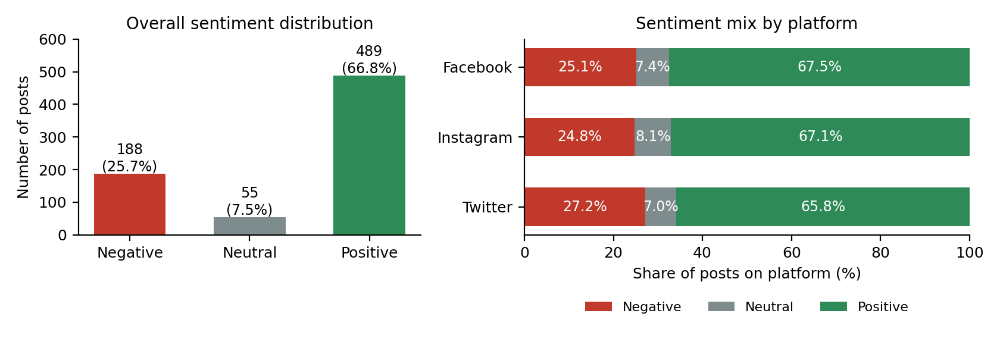 Overall sentiment distribution
Number of posts
600
500
400
300
200
100
0
188
(25.7%)
55
(7.5%)
489
(66.8%)
Negative
Neutral
Positive
Sentiment mix by platform
Facebook
25.1%
7.4%
67.5%
Instagram
24.8%
8.1%
67.1%
Twitter
27.2%
7.0%
65.8%
0
20
40
60
80
100
Share of posts on platform (%)
Negative
Neutral
Positive